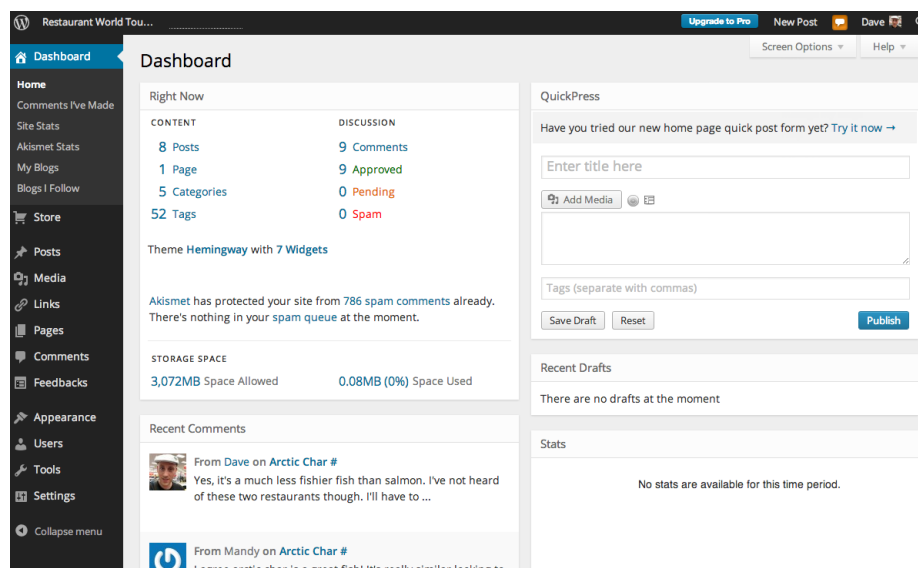 Restaurant World Tou…
Upgrade to Pro
New Post
Dave
Dashboard
Home
Comments I've Made
Site Stats
Akismet Stats
My Blogs
Blogs I Follow
Store
Posts
Media
Links
Pages
Comments
Feedbacks
Appearance
Users
Tools
Settings
Collapse menu
Screen Options
Help
Dashboard
Right Now
CONTENT
8 Posts
1 Page
5 Categories
52 Tags
DISCUSSION
9 Comments
9 Approved
0 Pending
0 Spam
Theme Hemingway with 7 Widgets
Akismet has protected your site from 786 spam comments already.
There's nothing in your spam queue at the moment.
STORAGE SPACE
3,072MB Space Allowed
0.08MB (0%) Space Used
Recent Comments
From Dave on Arctic Char #
Yes, it's a much less fishier fish than salmon. I've not heard
of these two restaurants though. I'll have to ...
From Mandy on Arctic Char #
QuickPress
Have you tried our new home page quick post form yet? Try it now →
Enter title here
Add Media
Tags (separate with commas)
Save Draft
Reset
Publish
Recent Drafts
There are no drafts at the moment
Stats
No stats are available for this time period.